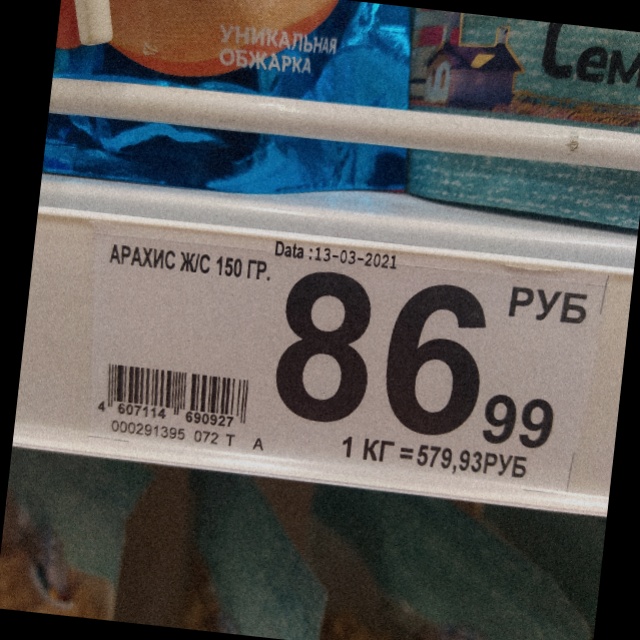 УНИКАЛЬНАЯ
ОБЖАРКА
Data :13-03-2021
АРАХИС Ж/С 150 ГР.
86 99 РУБ
4 607114 690927
000291395 072 Т А
1 КГ = 579,93РУБ